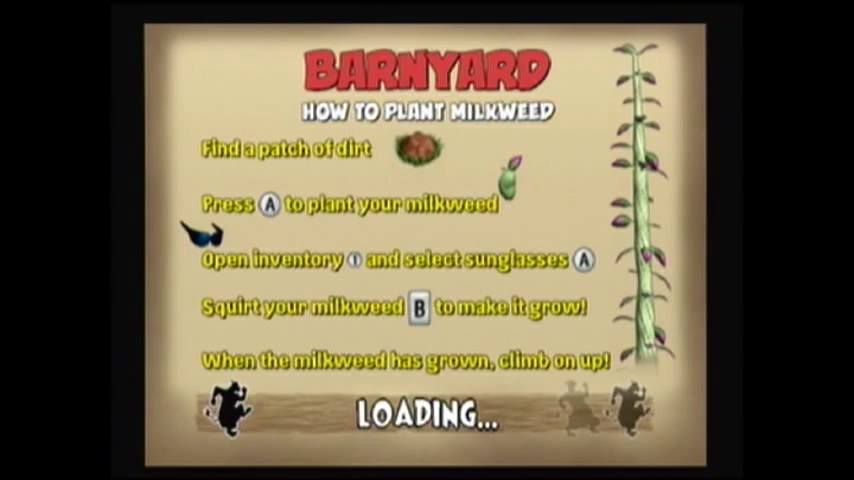 BARNYARD
HOW TO PLANT MILKWEED
Find a patch of dirt
Press A to plant your milkweed
Open inventory 1 and select sunglasses A
Squirt your milkweed B to make it grow!
When the milkweed has grown, climb on up!
LOADING...